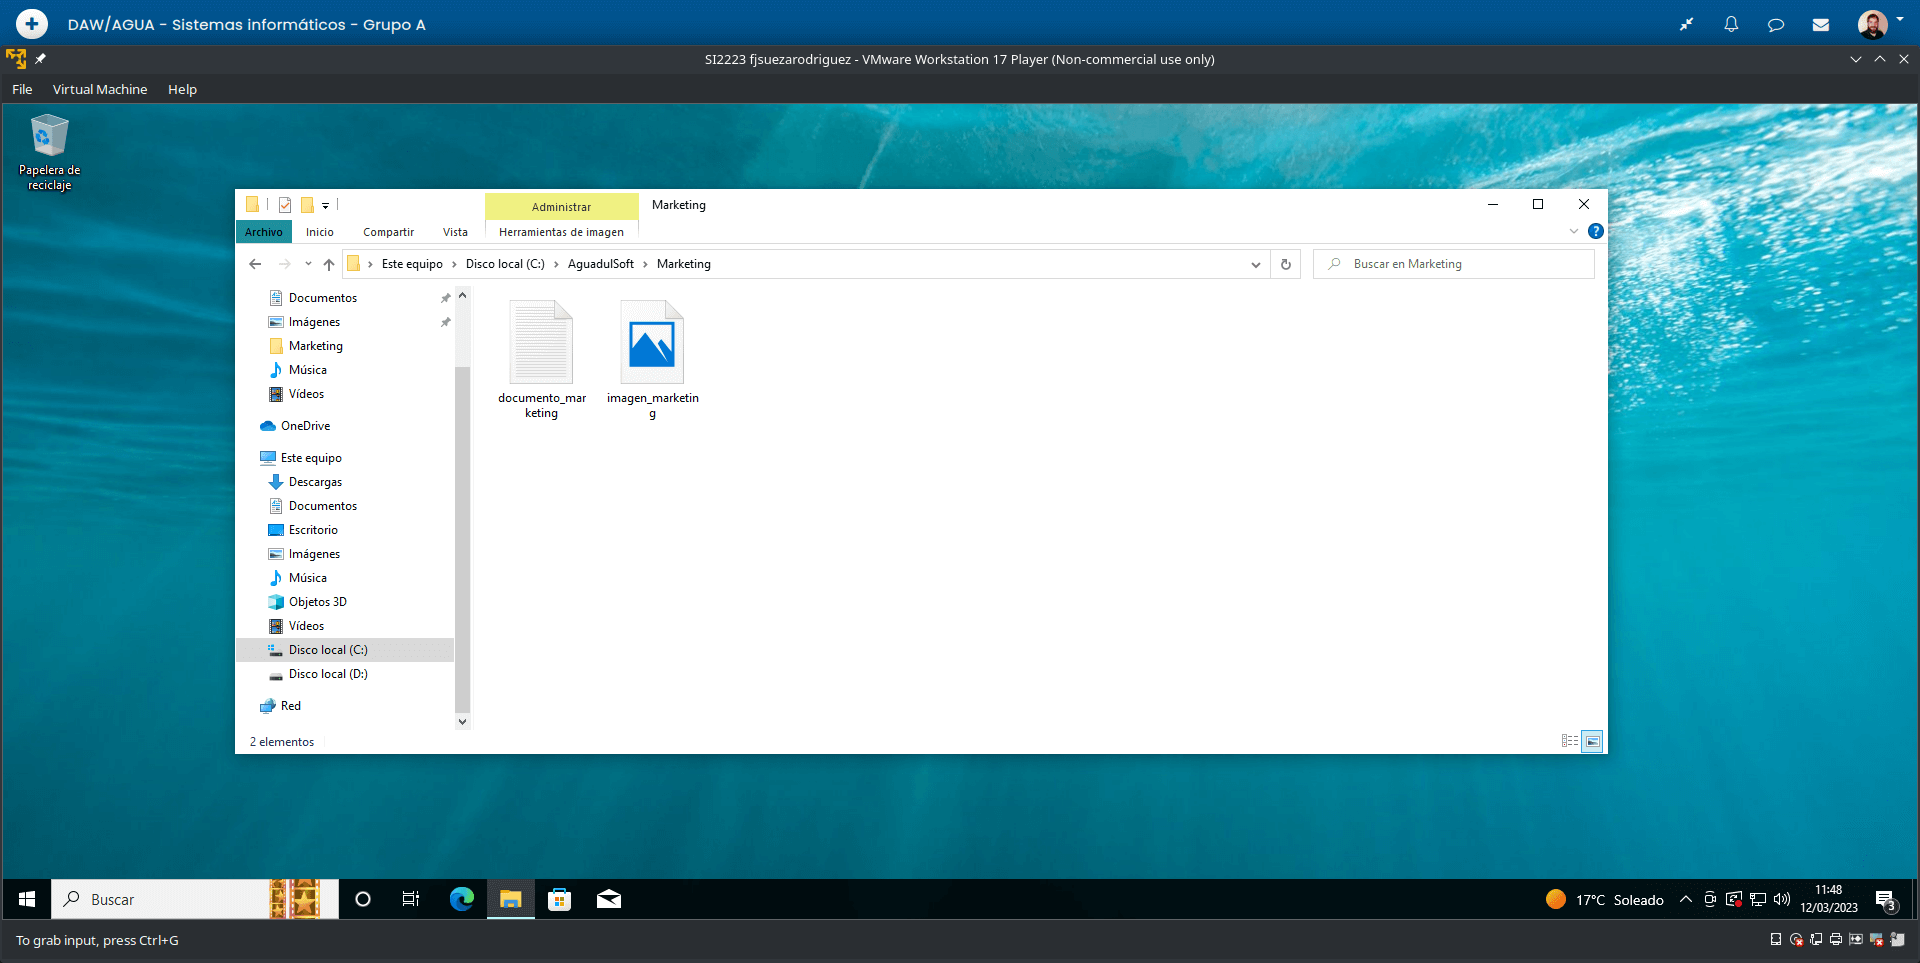 DAW/AGUA - Sistemas informáticos - Grupo A
SI2223 fjsuezarodriguez - VMware Workstation 17 Player (Non-commercial use only)
File Virtual Machine Help
Papelera de
reciclaje
Administrar Marketing
Archivo Inicio Compartir Vista Herramientas de imagen
Este equipo Disco local (C:) AguadulSoft Marketing Buscar en Marketing
Documentos
Imágenes
Marketing
Música
Vídeos
OneDrive
Este equipo
Descargas
Documentos
Escritorio
Imágenes
Música
Objetos 3D
Vídeos
Disco local (C:)
Disco local (D:)
Red
documento_mar
keting
imagen_marketin
g
2 elementos
Buscar
17°C Soleado
11:48
12/03/2023
3
To grab input, press Ctrl+G